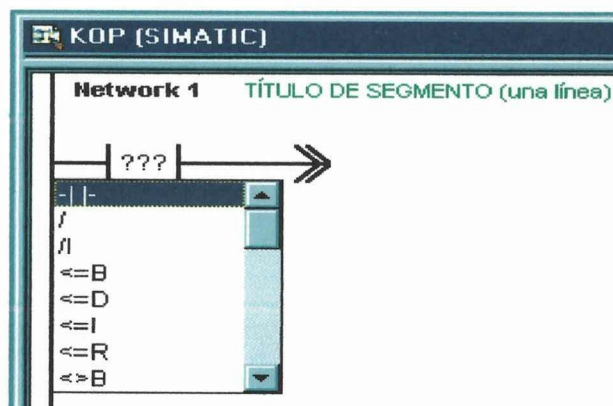 KOP (SIMATIC)
Network 1 TÍTULO DE SEGMENTO (una línea)
???
-| |-
/
/I
<=B
<=D
<=I
<=R
<>B